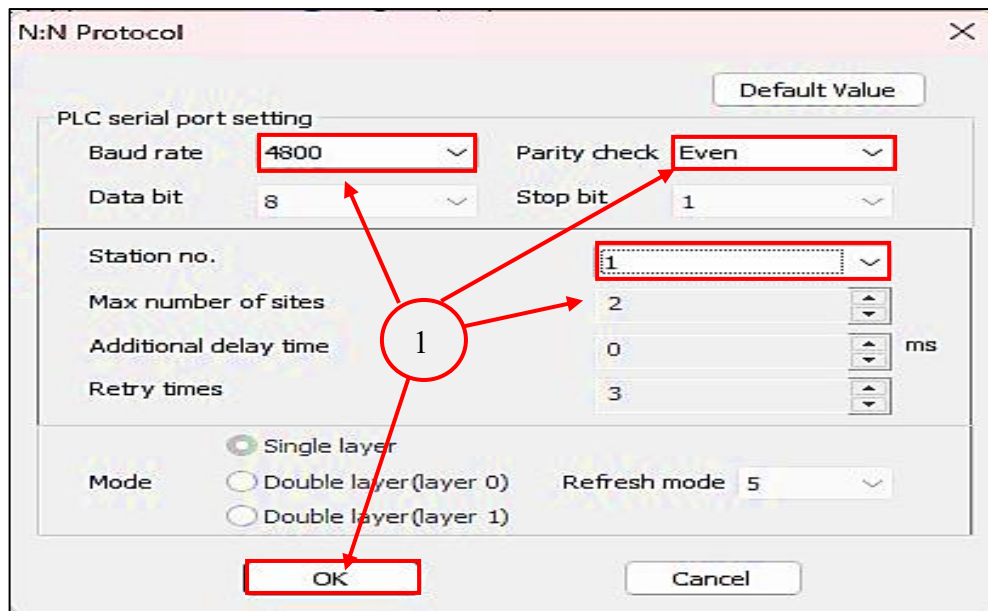 N:N Protocol
Default Value
PLC serial port setting
Baud rate 4800 Parity check Even
Data bit 8 Stop bit 1
Station no. 1
Max number of sites 2
Additional delay time 0 ms
Retry times 3
1
Single layer
Mode Double layer(layer 0) Refresh mode 5
Double layer(layer 1)
OK Cancel